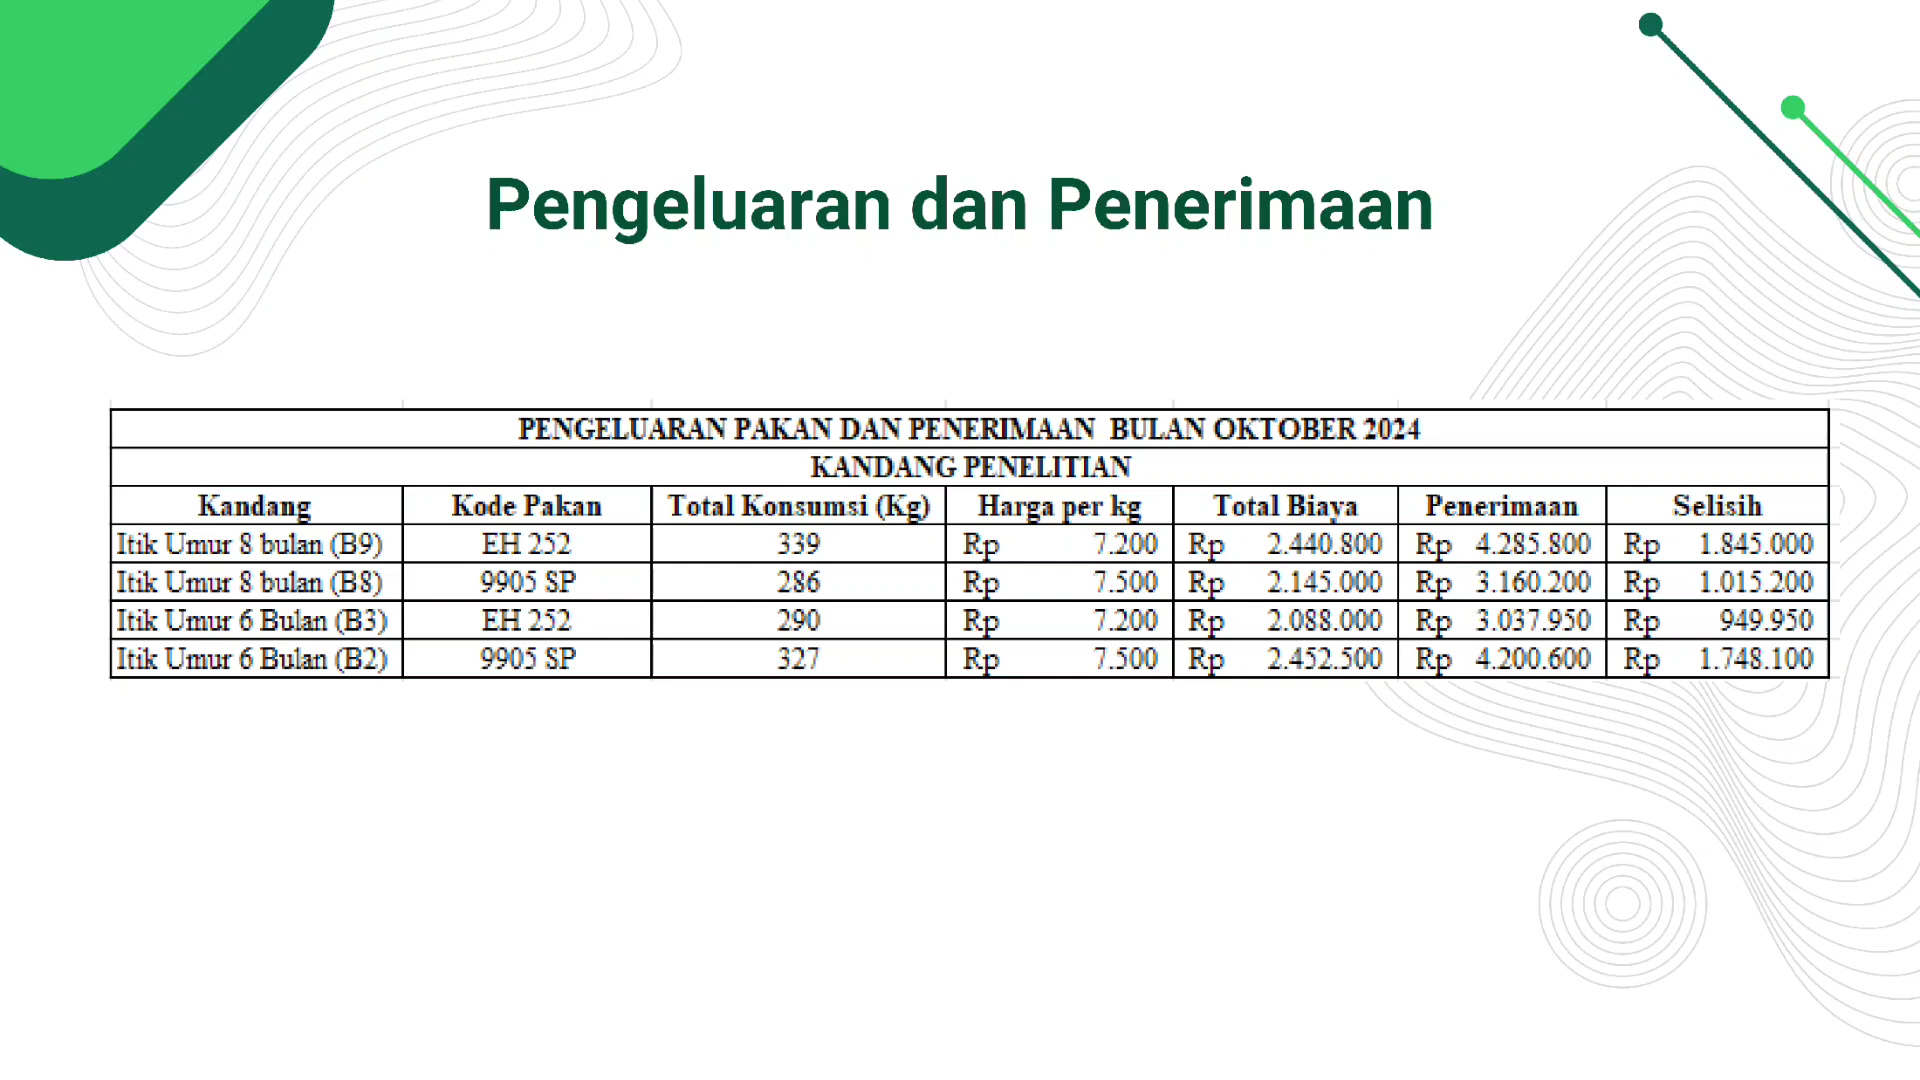 Pengeluaran dan Penerimaan
PENGELUARAN PAKAN DAN PENERIMAAN BULAN OKTOBER 2024
KANDANG PENELITIAN
Kandang Kode Pakan Total Konsumsi (Kg) Harga per kg Total Biaya Penerimaan Selisih
Itik Umur 8 bulan (B9) EH 252 339 Rp 7.200 Rp 2.440.800 Rp 4.285.800 Rp 1.845.000
Itik Umur 8 bulan (B8) 9905 SP 286 Rp 7.500 Rp 2.145.000 Rp 3.160.200 Rp 1.015.200
Itik Umur 6 Bulan (B3) EH 252 290 Rp 7.200 Rp 2.088.000 Rp 3.037.950 Rp 949.950
Itik Umur 6 Bulan (B2) 9905 SP 327 Rp 7.500 Rp 2.452.500 Rp 4.200.600 Rp 1.748.100